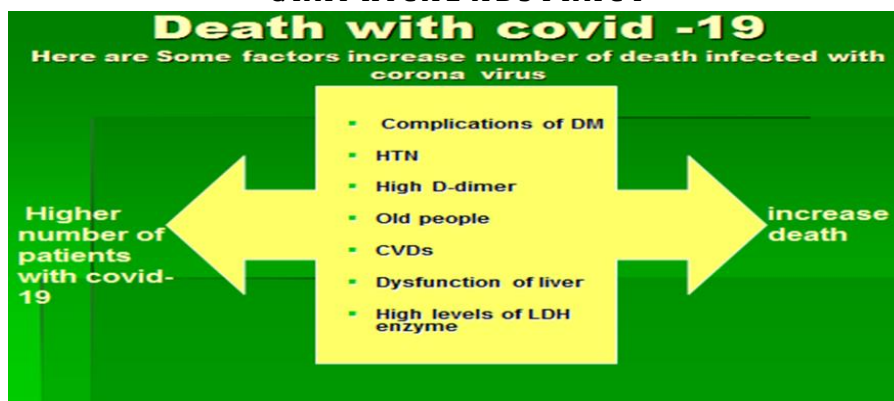 Death with covid -19
Here are Some factors increase number of death infected with
corona virus
Complications of DM
HTN
High D-dimer
Old people
CVDs
Dysfunction of liver
High levels of LDH
enzyme
Higher
number of
patients
with covid-
19
increase
death